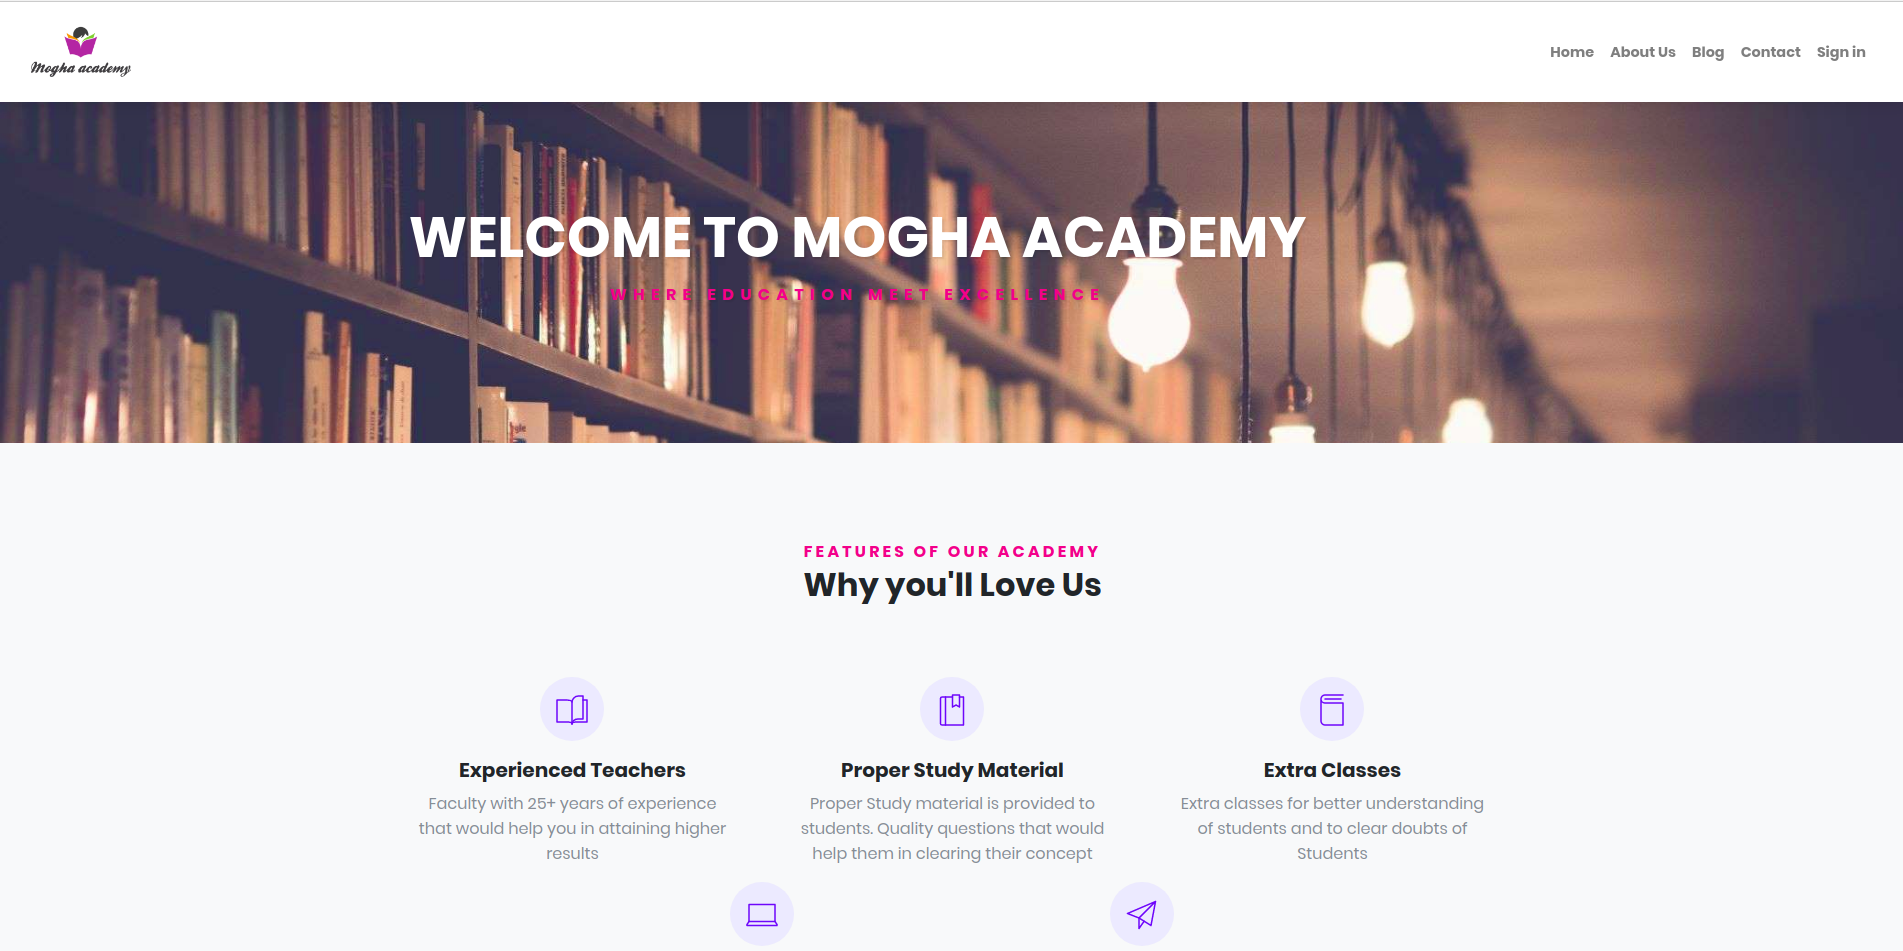 Mogha academy
Home About Us Blog Contact Sign in
WELCOME TO MOGHA ACADEMY
WHERE EDUCATION MEET EXCELLENCE
FEATURES OF OUR ACADEMY
Why you'll Love Us
Experienced Teachers
Faculty with 25+ years of experience
that would help you in attaining higher
results
Proper Study Material
Proper Study material is provided to
students. Quality questions that would
help them in clearing their concept
Extra Classes
Extra classes for better understanding
of students and to clear doubts of
Students